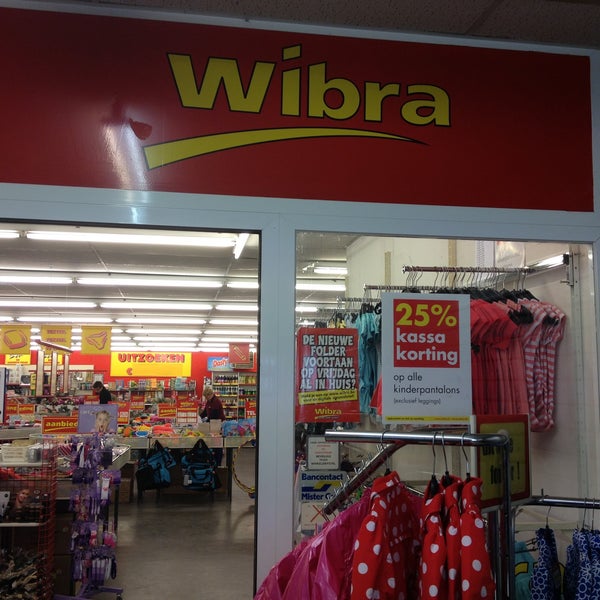 Wibra
25%
kassa
korting
op alle
kinderpantalons
(exclusief leggings)
DE NIEUWE
FOLDER
VOORTAAN
OP VRIJDAG
AL IN HUIS?
Wibra
UITZOEKEN
aanbied
Bancontact
Mister